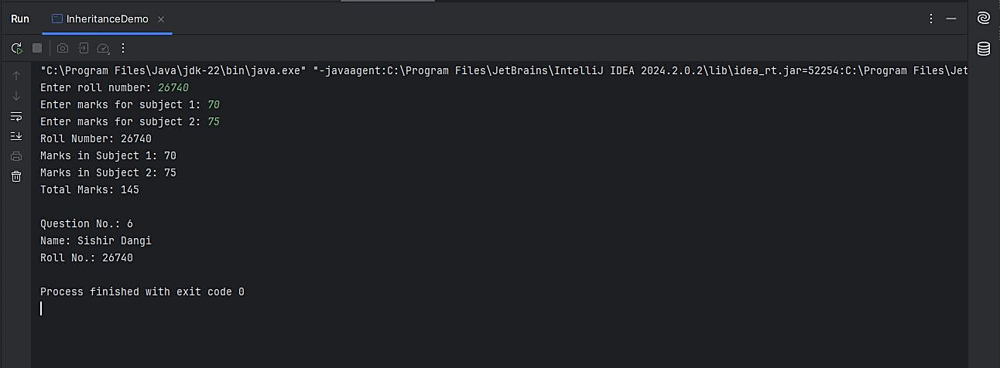 Run InheritanceDemo
"C:\Program Files\Java\jdk-22\bin\java.exe" "-javaagent:C:\Program Files\JetBrains\IntelliJ IDEA 2024.2.0.2\lib\idea_rt.jar=52254:C:\Program Files\Jet
Enter roll number: 26740
Enter marks for subject 1: 70
Enter marks for subject 2: 75
Roll Number: 26740
Marks in Subject 1: 70
Marks in Subject 2: 75
Total Marks: 145
Question No.: 6
Name: Sishir Dangi
Roll No.: 26740
Process finished with exit code 0